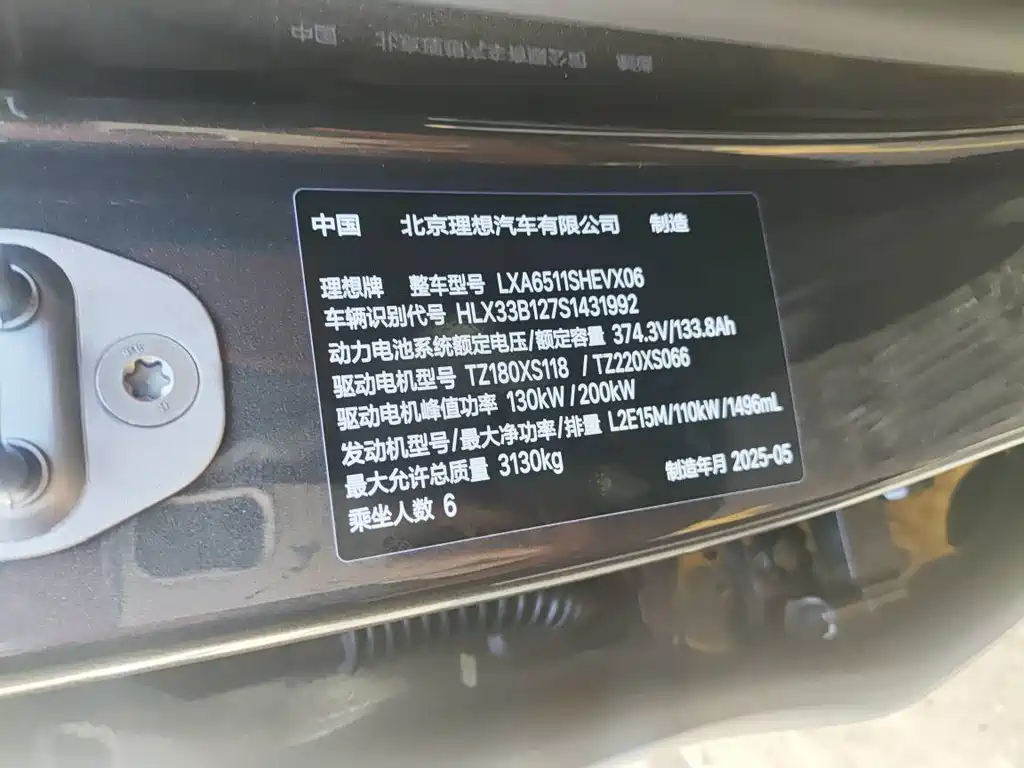 中国 北京理想汽车有限公司 制造
理想牌 整车型号 LXA6511SHEVX06
车辆识别代号 HLX33B127S1431992
动力电池系统额定电压/额定容量 374.3V/133.8Ah
驱动电机型号 TZ180XS118 / TZ220XS066
驱动电机峰值功率 130kW/200kW
发动机型号/最大净功率/排量 L2E15M/110kW/1496mL
最大允许总质量 3130kg
制造年月 2025-05
乘坐人数 6